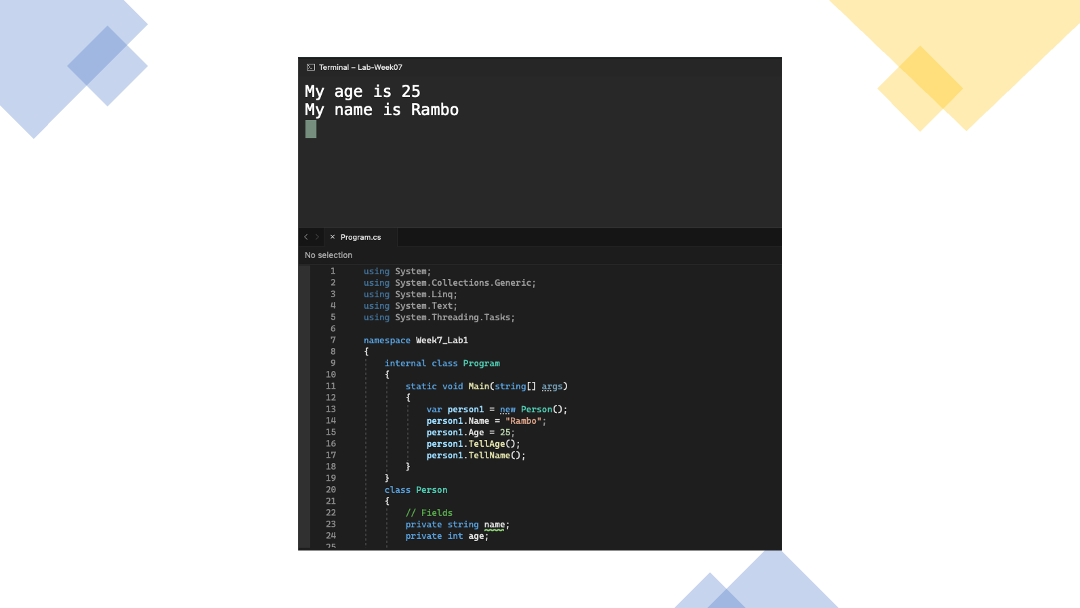 Terminal – Lab-Week07
My age is 25
My name is Rambo
Program.cs
No selection
1 using System;
2 using System.Collections.Generic;
3 using System.Linq;
4 using System.Text;
5 using System.Threading.Tasks;
6
7 namespace Week7_Lab1
8 {
9 internal class Program
10 {
11 static void Main(string[] args)
12 {
13 var person1 = new Person();
14 person1.Name = "Rambo";
15 person1.Age = 25;
16 person1.TellAge();
17 person1.TellName();
18 }
19 }
20 class Person
21 {
22 // Fields
23 private string name;
24 private int age;
25